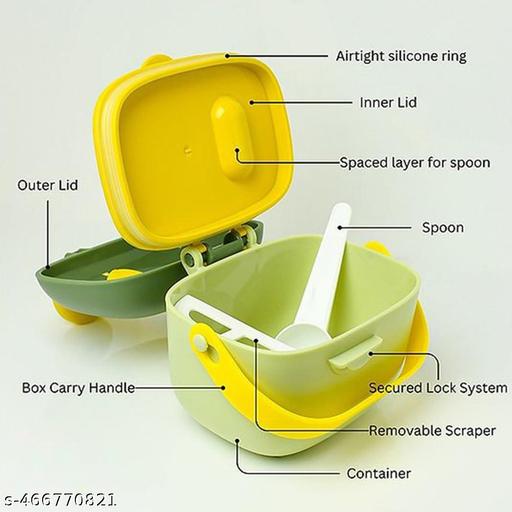 Airtight silicone ring
Inner Lid
Spaced layer for spoon
Outer Lid
Spoon
Box Carry Handle
Secured Lock System
Removable Scraper
Container
s-466770821